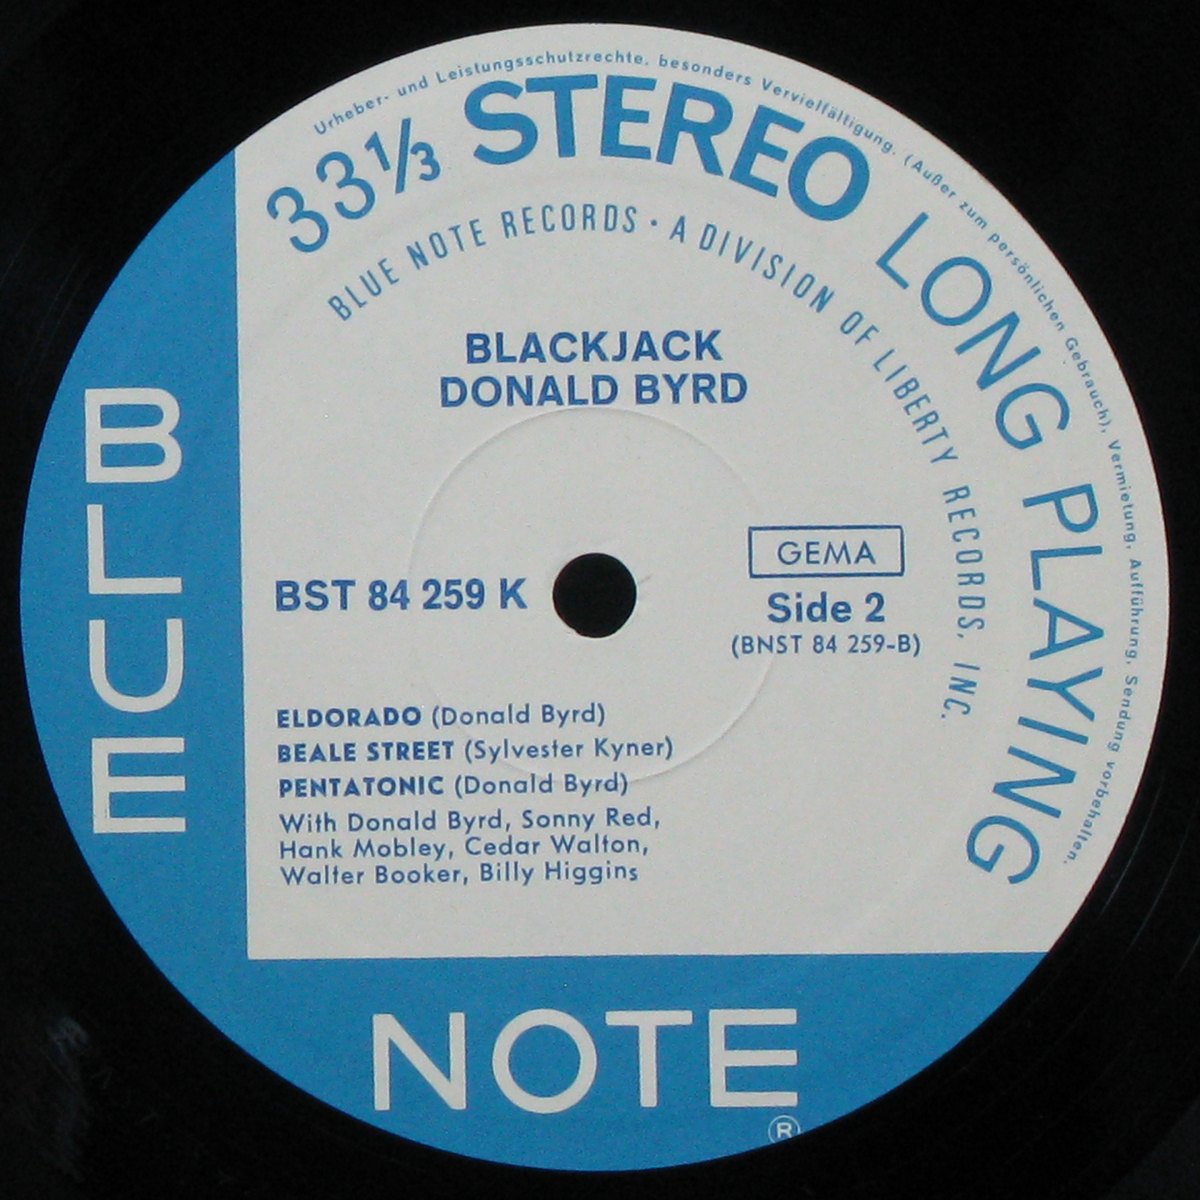 Urheber- und Leistungsschutzrechte, besonders Vervielfältigung, (Außer zum persönlichen Gebrauch), Vermietung, Aufführung, Sendung vorbehalten.
33⅓ STEREO LONG PLAYING
BLUE NOTE RECORDS · A DIVISION OF LIBERTY RECORDS, INC.
BLACKJACK
DONALD BYRD
BLUE
GEMA
BST 84 259 K
Side 2
(BNST 84 259-B)
ELDORADO (Donald Byrd)
BEALE STREET (Sylvester Kyner)
PENTATONIC (Donald Byrd)
With Donald Byrd, Sonny Red,
Hank Mobley, Cedar Walton,
Walter Booker, Billy Higgins
NOTE
®